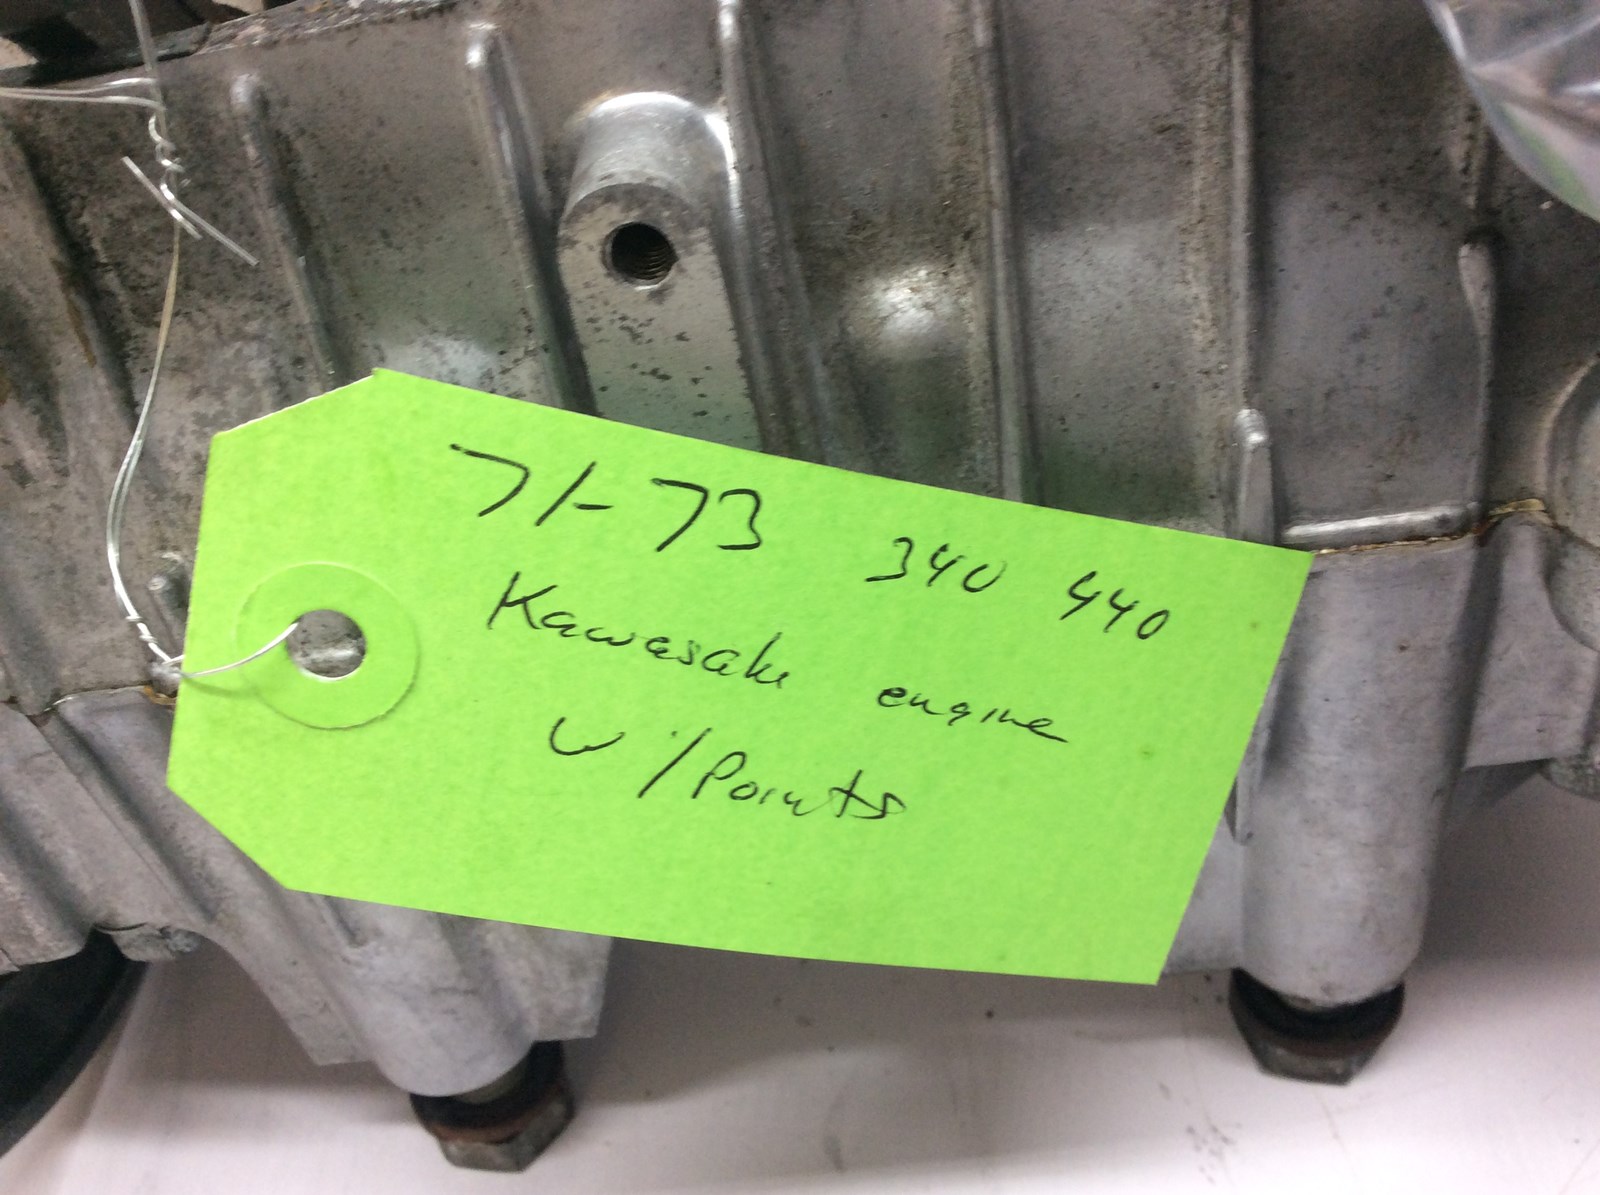 71-73 340 440
Kawasaki engine
w/Points